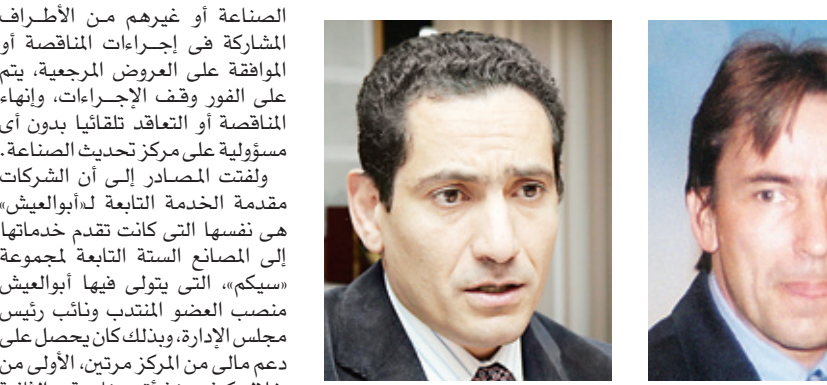 الصناعة أو غيرهم من الأطراف
المشاركة فى إجراءات المناقصة أو
الموافقة على العروض المرجعية، يتم
على الفور وقف الإجراءات، وإنهاء
المناقصة أو التعاقد تلقائيا بدون أى
مسؤولية على مركز تحديث الصناعة.
ولفتت المصادر إلى أن الشركات
مقدمة الخدمة التابعة لـ«أبوالعيش»
هى نفسها التى كانت تقدم خدماتها
إلى المصانع الستة التابعة لمجموعة
«سيكم»، التى يتولى فيها أبوالعيش
منصب العضو المنتدب ونائب رئيس
مجلس الإدارة، وبذلك كان يحصل على
دعم مالى من المركز مرتين، الأولى من